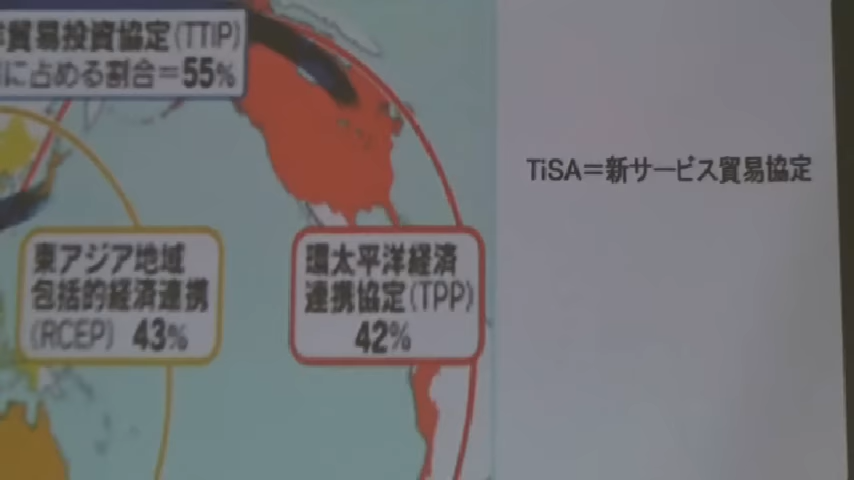 貿易投資協定(TTIP)
に占める割合＝55%
TiSA＝新サービス貿易協定
東アジア地域
包括的経済連携
(RCEP) 43%
環太平洋経済
連携協定(TPP)
42%